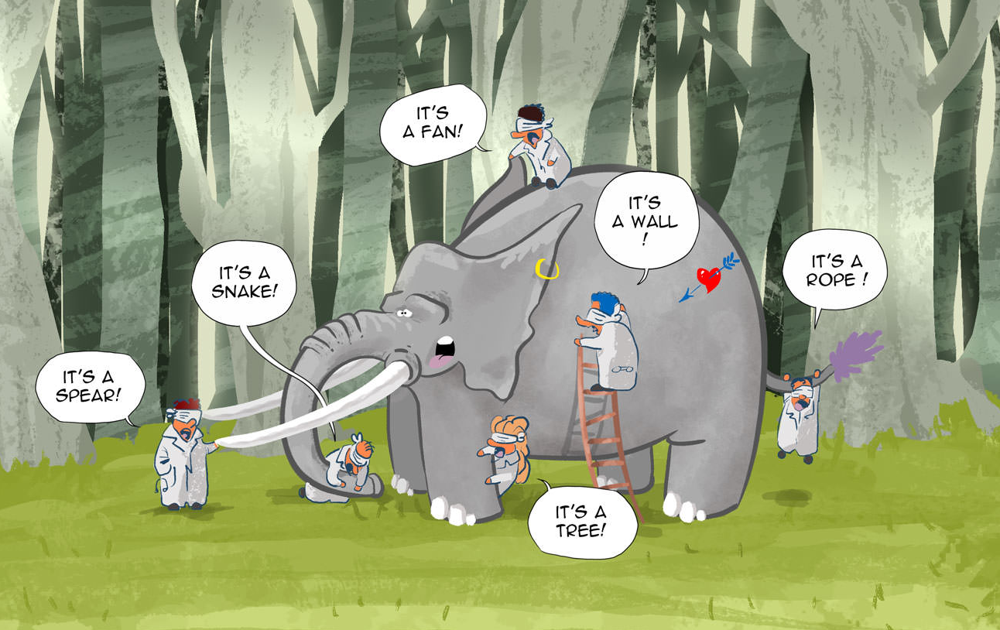 IT'S
A FAN!
IT'S
A WALL
!
IT'S A
ROPE !
IT'S A
SNAKE!
IT'S A
SPEAR!
IT'S A
TREE!